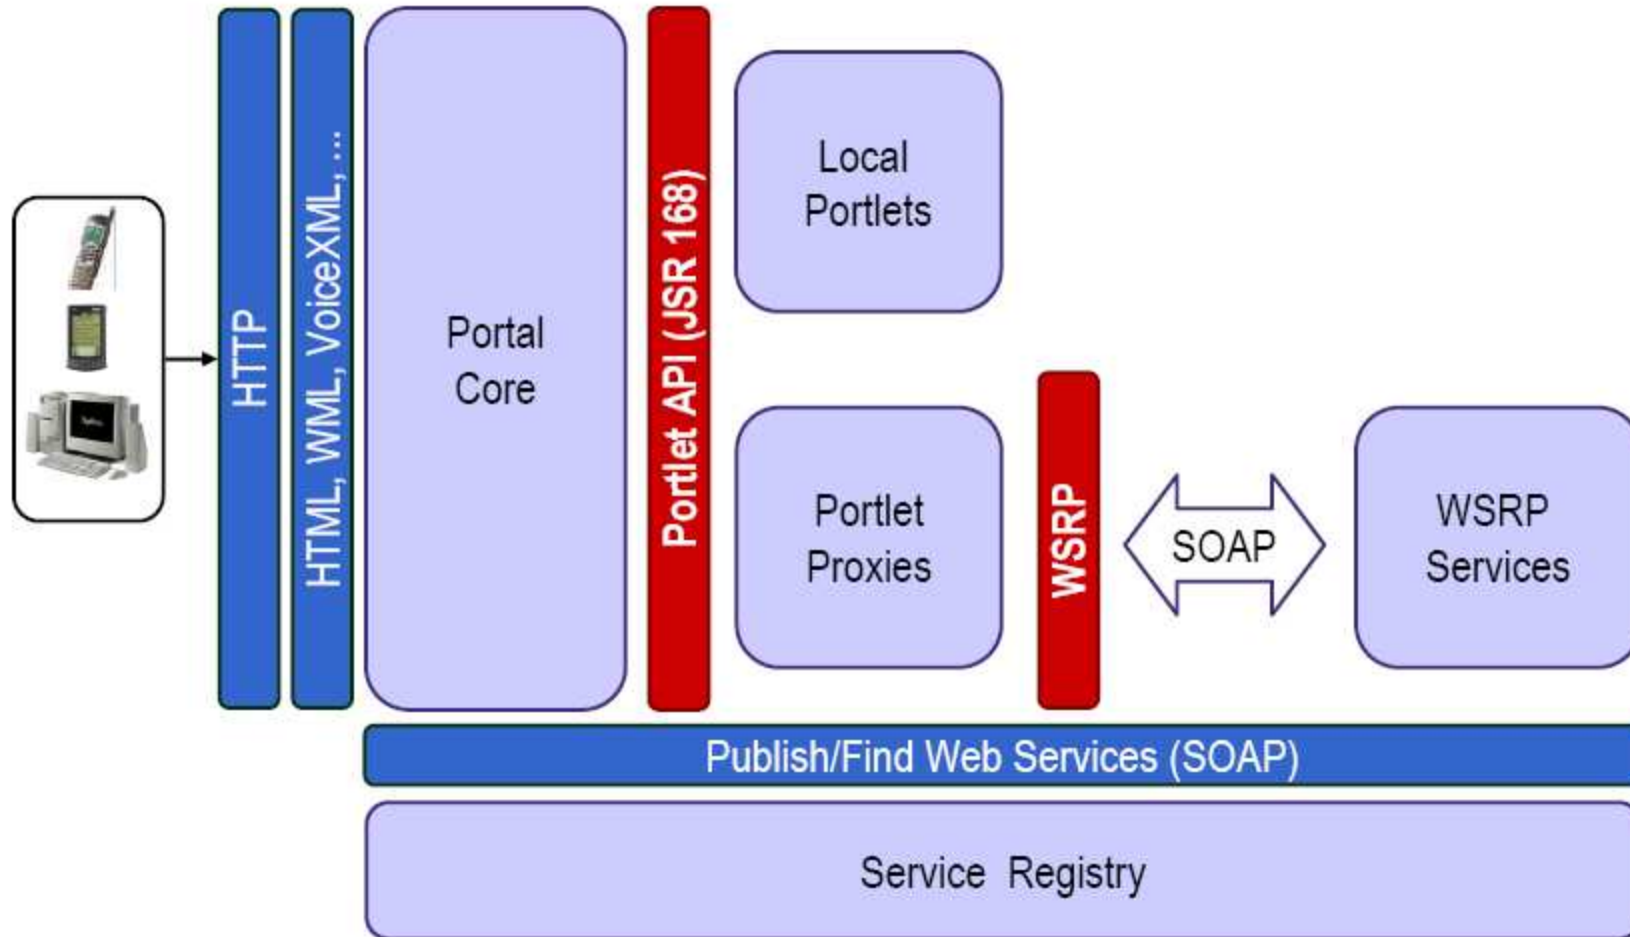 HTTP
HTML, WML, VoiceXML, ...
Portal
Core
Portlet API (JSR 168)
Local
Portlets
Portlet
Proxies
WSRP
SOAP
WSRP
Services
Publish/Find Web Services (SOAP)
Service Registry